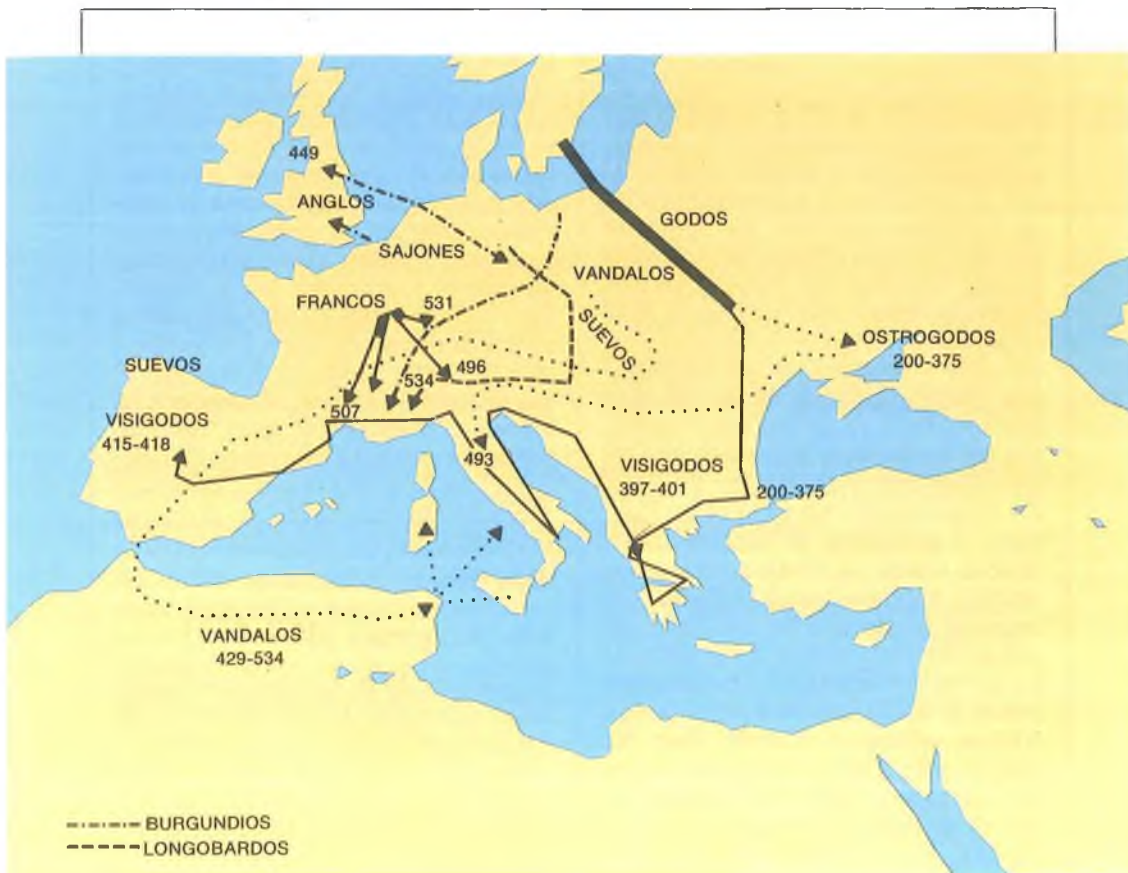 449
ANGLOS
SAJONES
GODOS
VANDALOS
FRANCOS
531
SUEVOS
OSTROGODOS
200-375
SUEVOS
496
534
507
VISIGODOS
415-418
493
VISIGODOS
397-401
200-375
VANDALOS
429-534
BURGUNDIOS
LONGOBARDOS